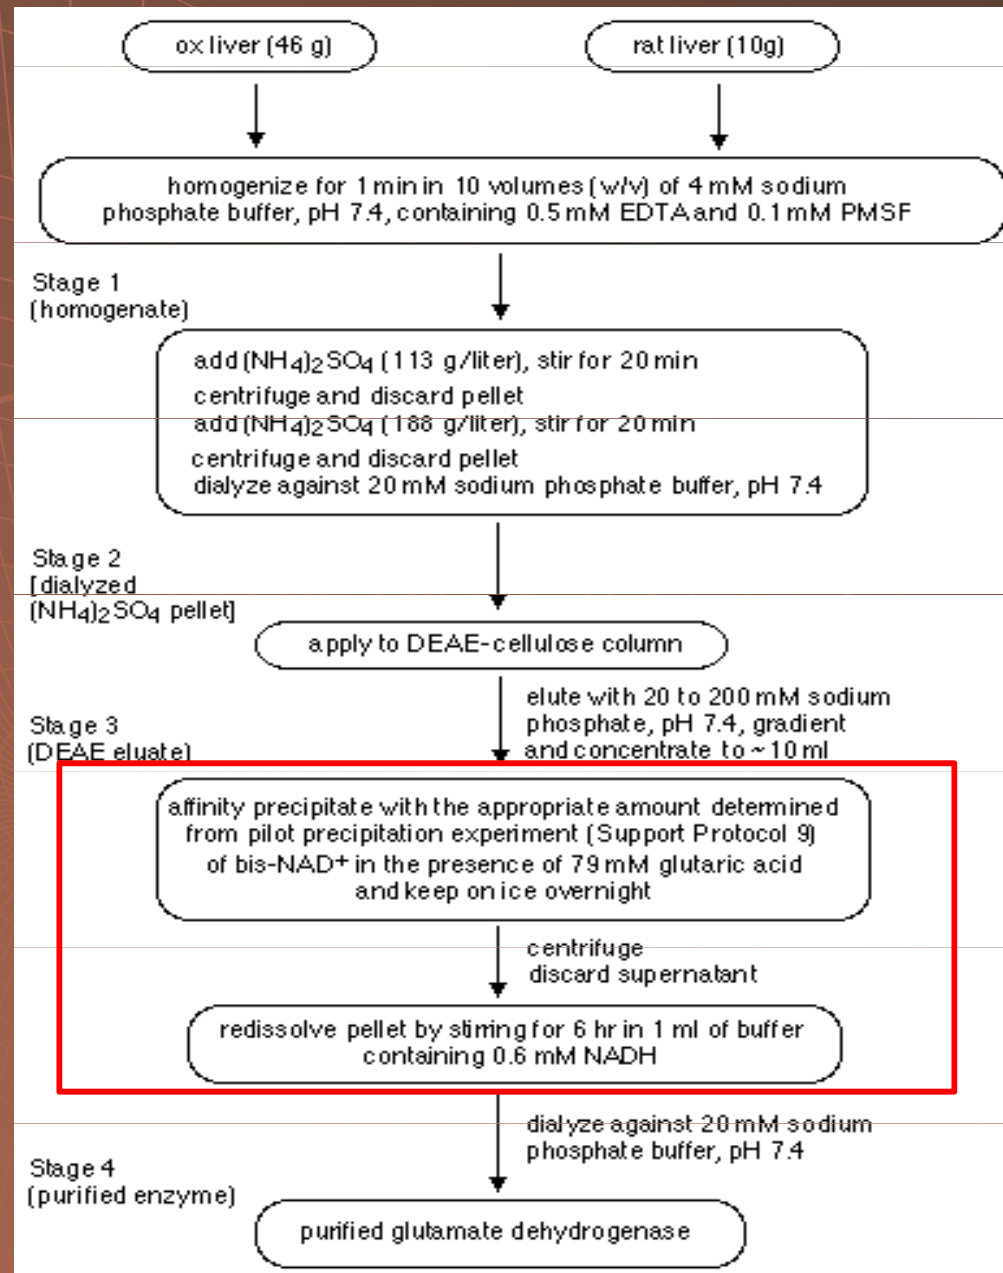 ox liver (46 g)
rat liver (10g)
homogenize for 1 min in 10 volumes (w/v) of 4 mM sodium
phosphate buffer, pH 7.4, containing 0.5 mM EDTA and 0.1 mM PMSF
Stage 1
(homogenate)
add (NH4)2SO4 (113 g/liter), stir for 20 min
centrifuge and discard pellet
add (NH4)2SO4 (188 g/liter), stir for 20 min
centrifuge and discard pellet
dialyze against 20 mM sodium phosphate buffer, pH 7.4
Stage 2
[dialyzed
(NH4)2SO4 pellet]
apply to DEAE-cellulose column
elute with 20 to 200 mM sodium
phosphate, pH 7.4, gradient
and concentrate to ~ 10 ml
Stage 3
(DEAE eluate)
affinity precipitate with the appropriate amount determined
from pilot precipitation experiment (Support Protocol 9)
of bis-NAD+ in the presence of 79 mM glutaric acid
and keep on ice overnight
centrifuge
discard supernatant
redissolve pellet by stirring for 6 hr in 1 ml of buffer
containing 0.6 mM NADH
dialyze against 20 mM sodium
phosphate buffer, pH 7.4
Stage 4
(purified enzyme)
purified glutamate dehydrogenase